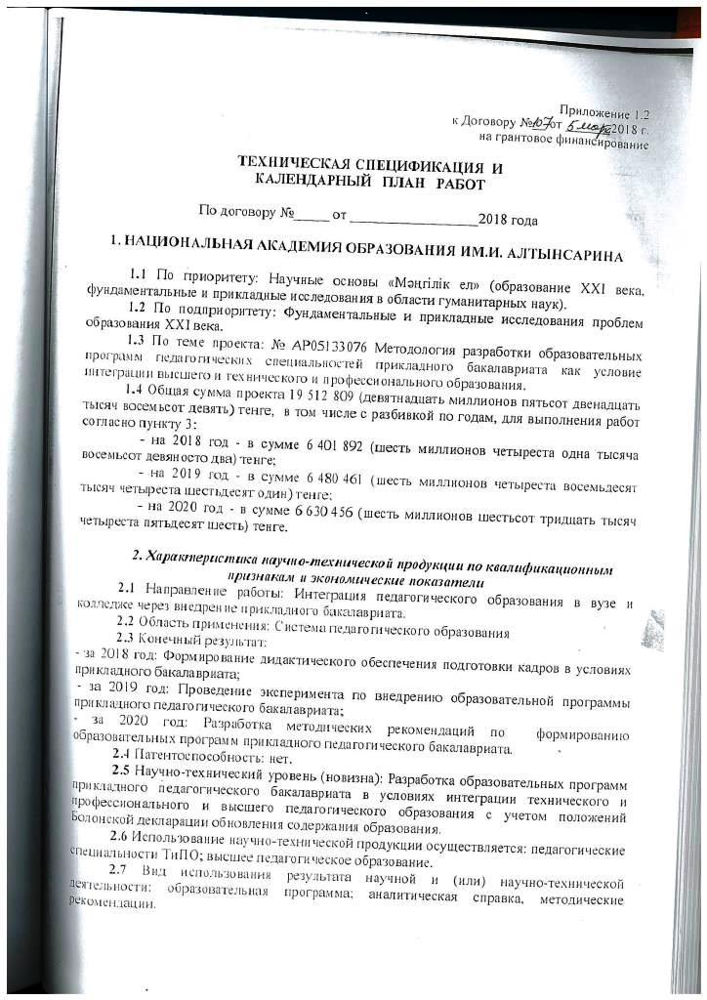 Приложение 1.2
к Договору №107от 5 марта2018 г.
на грантовое финансирование
ТЕХНИЧЕСКАЯ СПЕЦИФИКАЦИЯ И
КАЛЕНДАРНЫЙ ПЛАН РАБОТ
По договору №_____ от ___________________2018 года
1. НАЦИОНАЛЬНАЯ АКАДЕМИЯ ОБРАЗОВАНИЯ ИМ.И. АЛТЫНСАРИНА
1.1 По приоритету: Научные основы «Мәңгілік ел» (образование XXI века,
фундаментальные и прикладные исследования в области гуманитарных наук).
1.2 По подприоритету: Фундаментальные и прикладные исследования проблем
образования XXI века.
1.3 По теме проекта: № АР05133076 Методология разработки образовательных
программ педагогических специальностей прикладного бакалавриата как условие
интеграции высшего и технического и профессионального образования.
1.4 Общая сумма проекта 19 512 809 (девятнадцать миллионов пятьсот двенадцать
тысяч восемьсот девять) тенге, в том числе с разбивкой по годам, для выполнения работ
согласно пункту 3:
- на 2018 год - в сумме 6 401 892 (шесть миллионов четыреста одна тысяча
восемьсот девяносто два) тенге;
- на 2019 год - в сумме 6 480 461 (шесть миллионов четыреста восемьдесят
тысяч четыреста шестьдесят один) тенге;
- на 2020 год - в сумме 6 630 456 (шесть миллионов шестьсот тридцать тысяч
четыреста пятьдесят шесть) тенге.
2. Характеристика научно-технической продукции по квалификационным
признакам и экономические показатели
2.1 Направление работы: Интеграция педагогического образования в вузе и
колледже через внедрение прикладного бакалавриата.
2.2 Область применения: Система педагогического образования
2.3 Конечный результат:
- за 2018 год: Формирование дидактического обеспечения подготовки кадров в условиях
прикладного бакалавриата;
- за 2019 год: Проведение эксперимента по внедрению образовательной программы
прикладного педагогического бакалавриата;
- за 2020 год: Разработка методических рекомендаций по формированию
образовательных программ прикладного педагогического бакалавриата.
2.4 Патентоспособность: нет.
2.5 Научно-технический уровень (новизна): Разработка образовательных программ
прикладного педагогического бакалавриата в условиях интеграции технического и
профессионального и высшего педагогического образования с учетом положений
Болонской декларации обновления содержания образования.
2.6 Использование научно-технической продукции осуществляется: педагогические
специальности ТиПО; высшее педагогическое образование.
2.7 Вид использования результата научной и (или) научно-технической
деятельности: образовательная программа; аналитическая справка, методические
рекомендации.